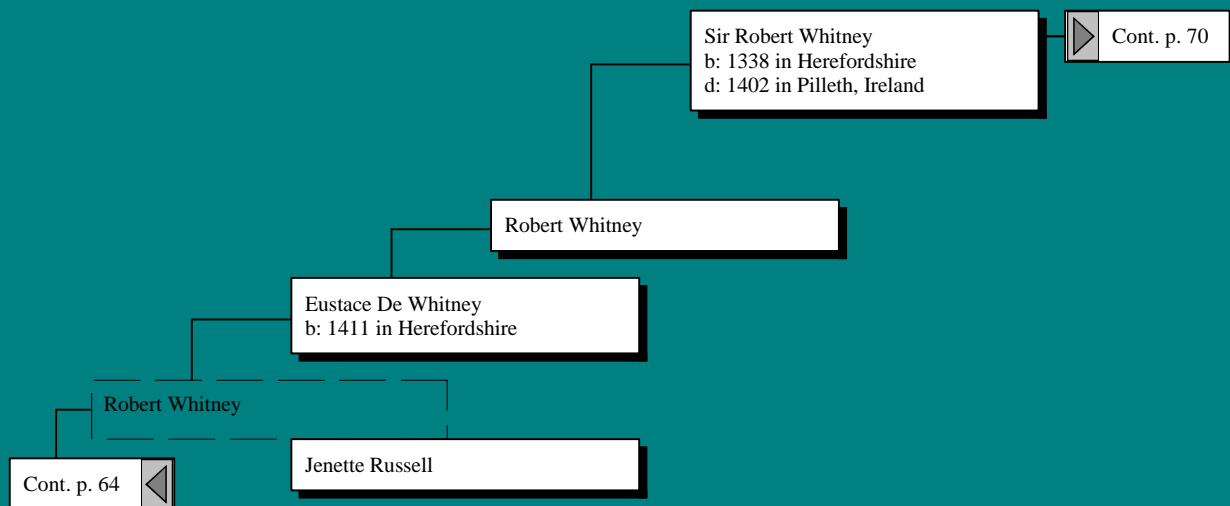 Sir Robert Whitney
b: 1338 in Herefordshire
d: 1402 in Pilleth, Ireland
Cont. p. 70
Robert Whitney
Eustace De Whitney
b: 1411 in Herefordshire
Robert Whitney
Jenette Russell
Cont. p. 64